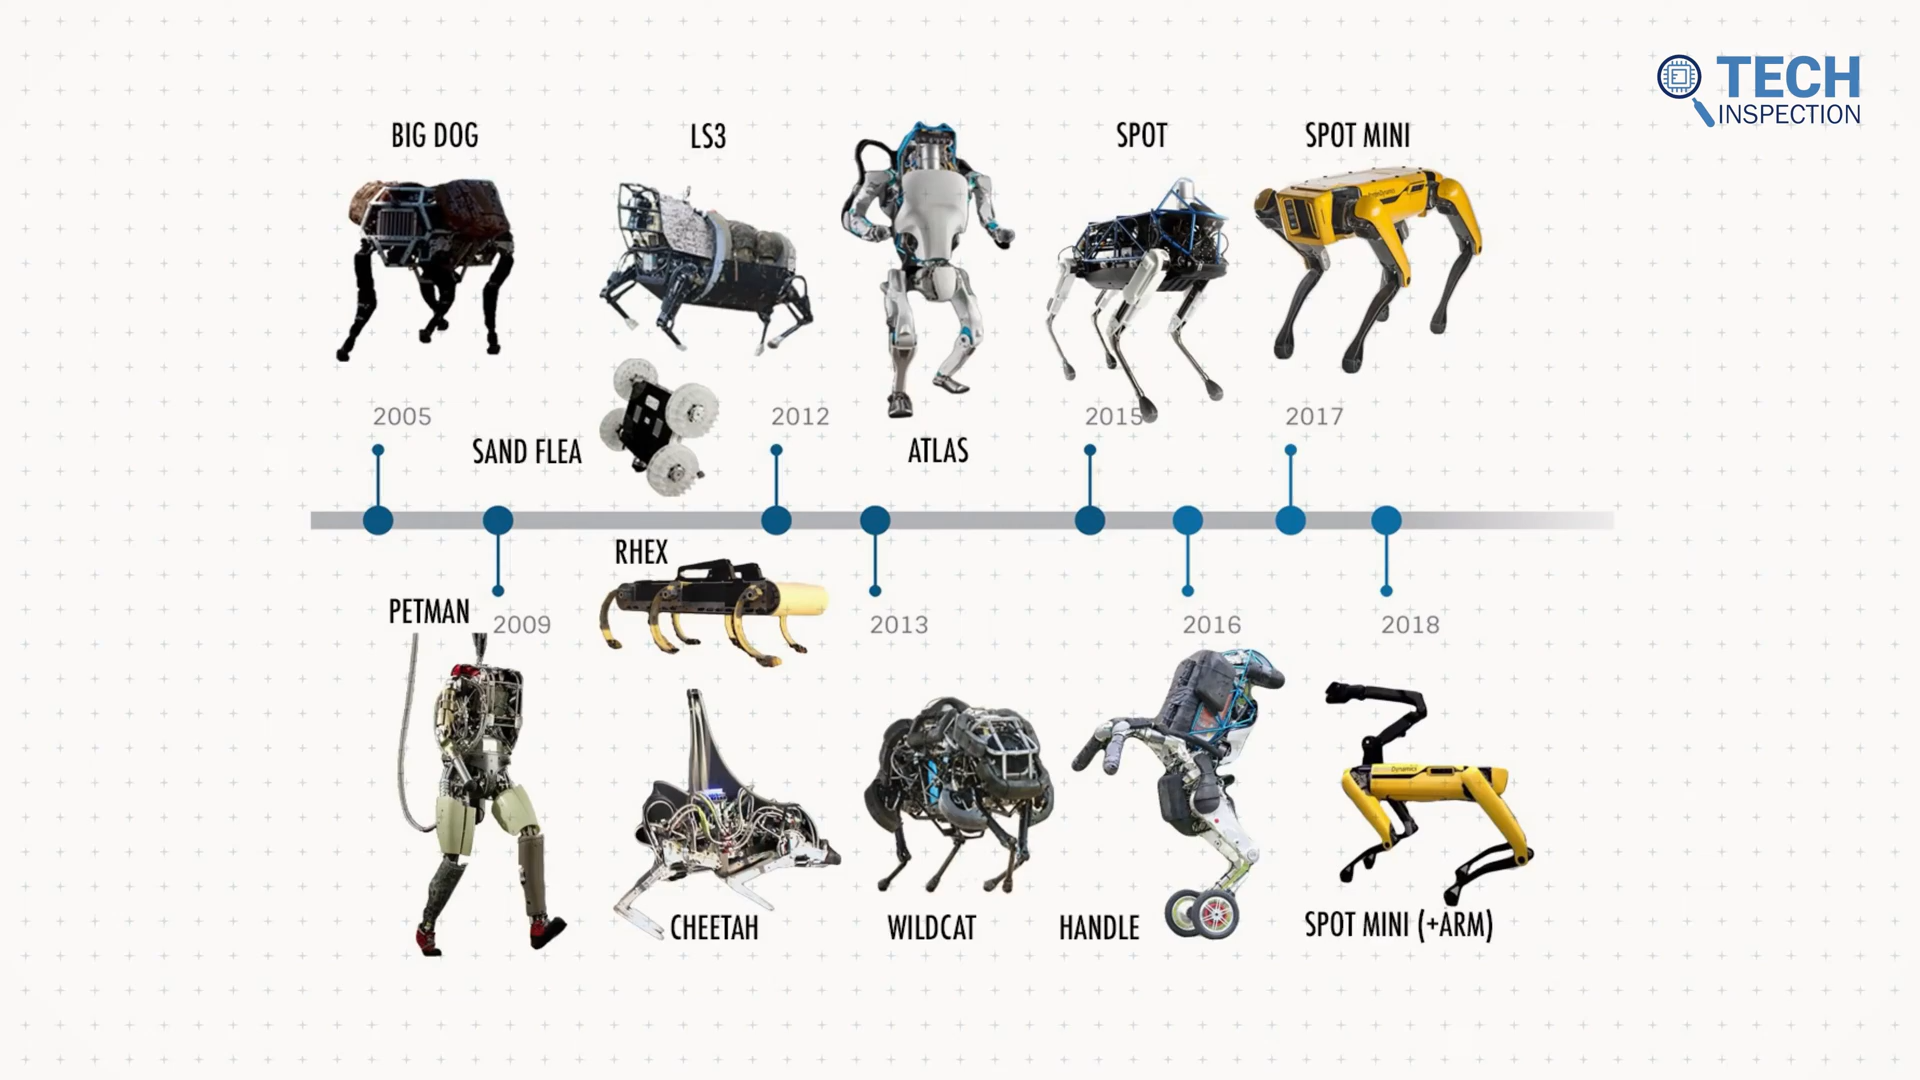 TECH
INSPECTION
BIG DOG
LS3
SPOT
SPOT MINI
2005
2012
2015
2017
SAND FLEA
ATLAS
RHEX
PETMAN
2009
2013
2016
2018
CHEETAH
WILDCAT
HANDLE
SPOT MINI (+ARM)